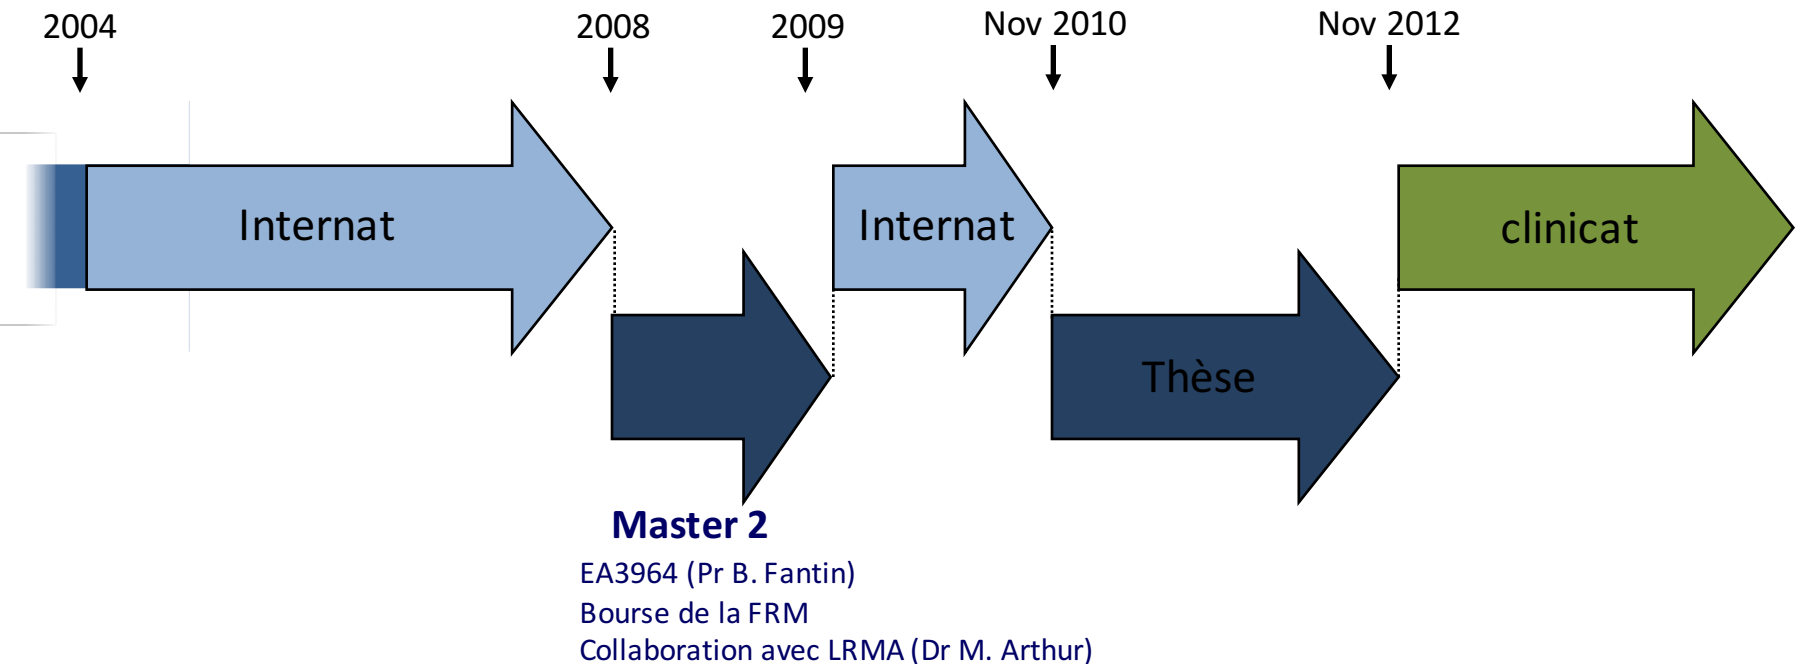 2004
2008
2009
Nov 2010
Nov 2012
Internat
Internat
clinicat
Thèse
Master 2
EA3964 (Pr B. Fantin)
Bourse de la FRM
Collaboration avec LRMA (Dr M. Arthur)